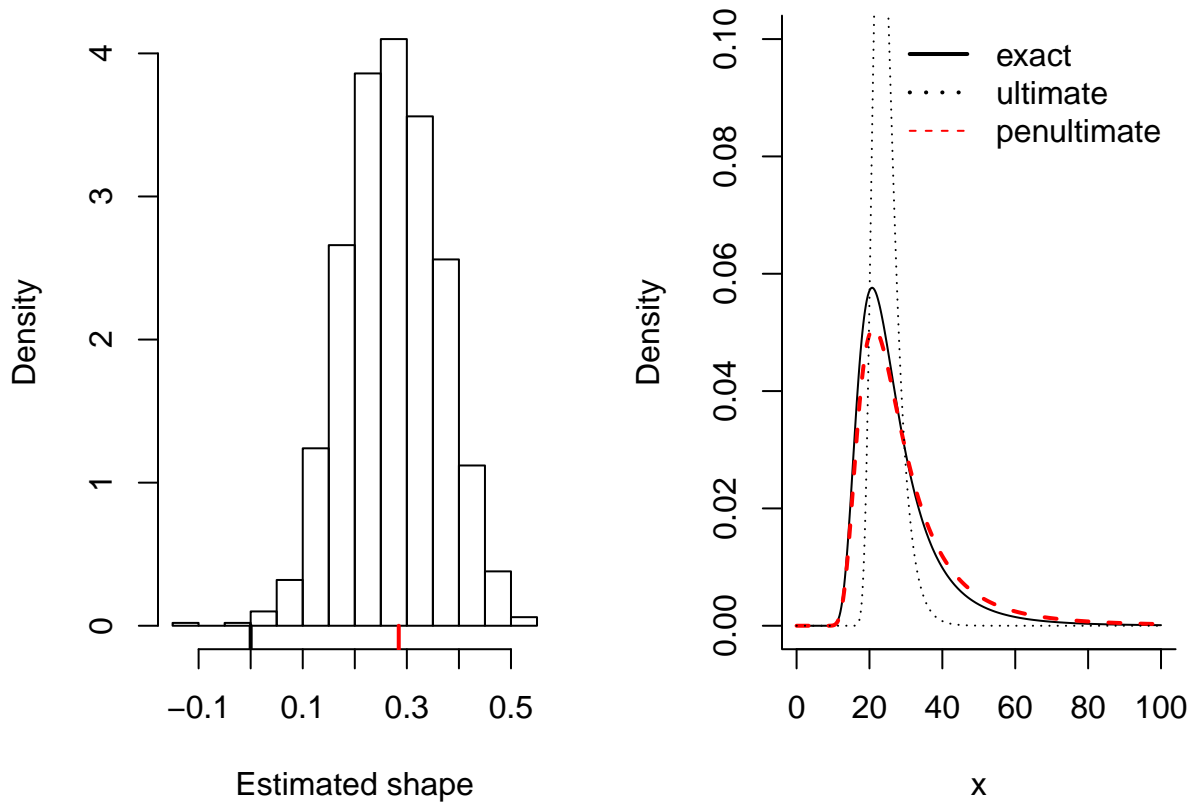 Density
4
3
2
1
0
−0.1 0.1 0.3 0.5
Estimated shape
Density
0.10
0.08
0.06
0.04
0.02
0.00
exact
ultimate
penultimate
0 20 40 60 80 100
x